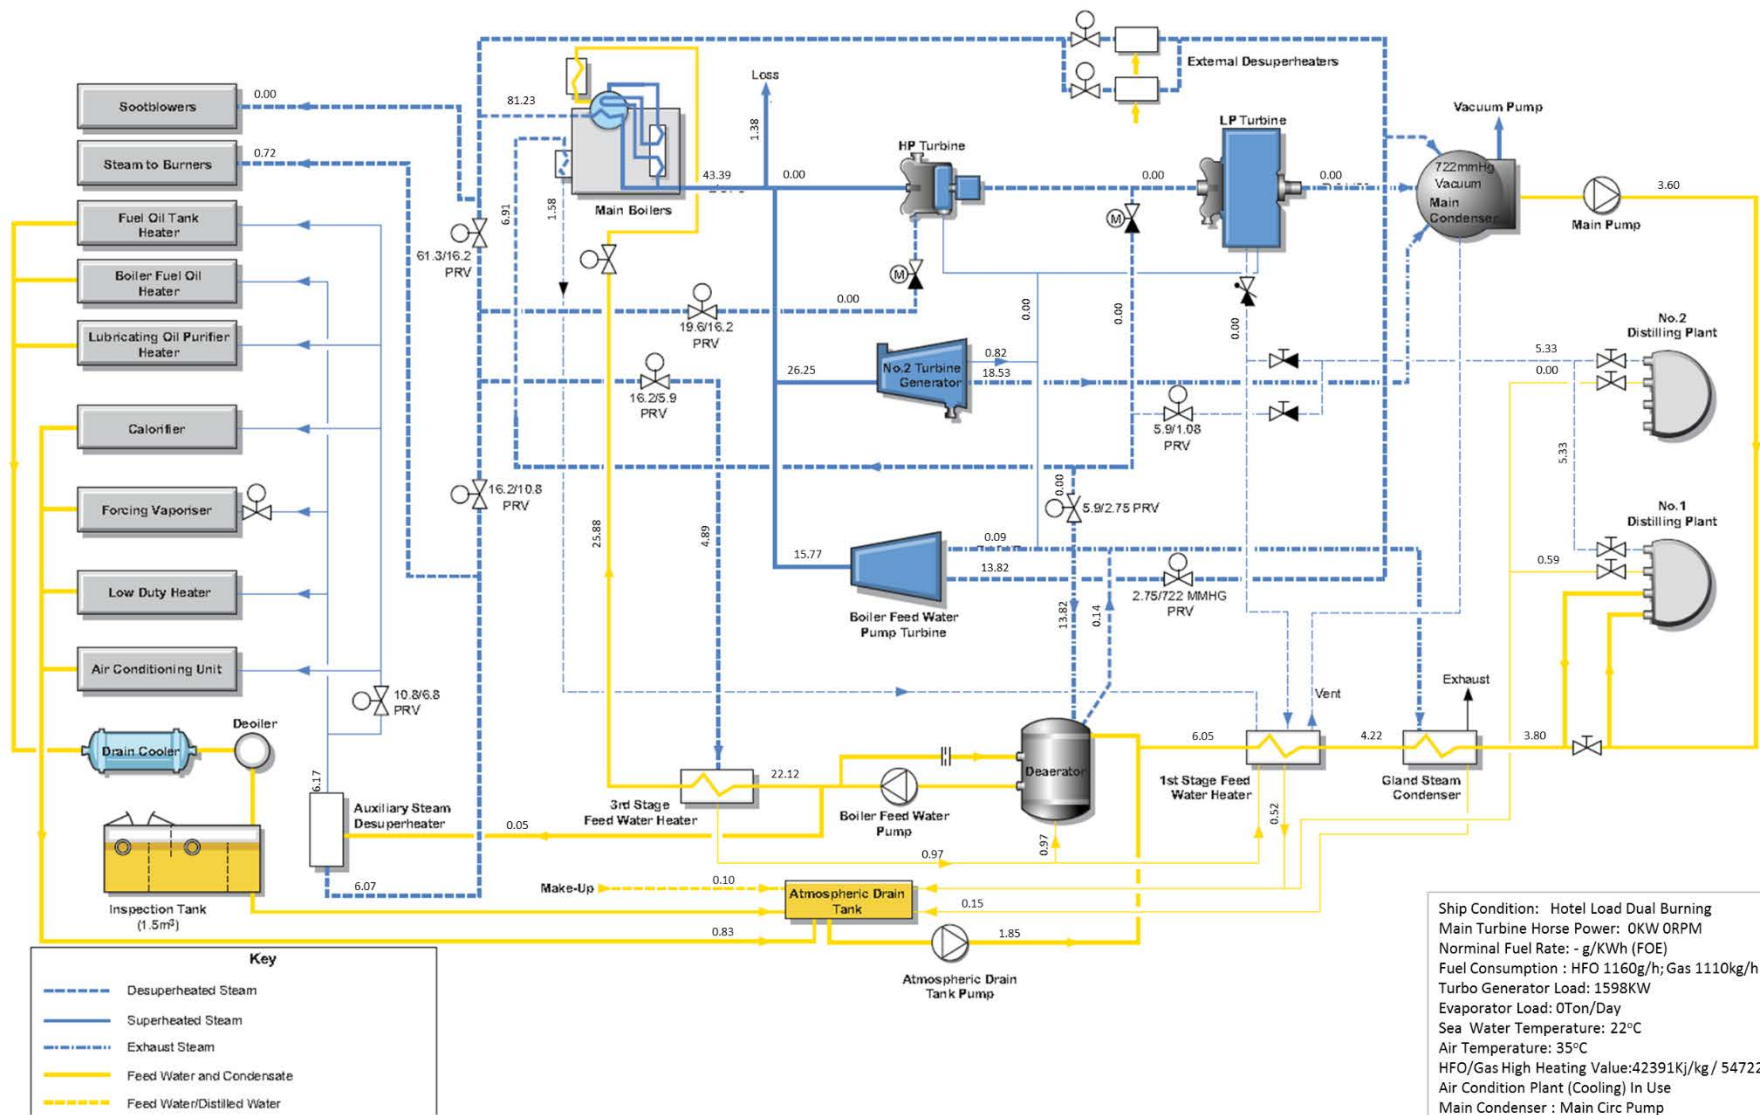 External Desuperheaters
Loss
Vacuum Pump
81.23
1.38
LP Turbine
0.00
Sootblowers
0.72
Steam to Burners
HP Turbine
722mmHg
Vacuum
Main
Condenser
3.60
Main Pump
43.39
0.00
0.00
0.00
Main Boilers
6.91
1.58
Fuel Oil Tank
Heater
61.3/16.2
PRV
M
M
Boiler Fuel Oil
Heater
0.00
19.6/16.2
PRV
0.00
0.00
0.00
No.2
Distilling Plant
Lubricating Oil Purifier
Heater
5.33
0.00
26.25
No.2 Turbine
Generator
0.82
18.53
16.2/5.9
PRV
5.9/1.08
PRV
Calorifier
5.33
16.2/10.8
PRV
0.00
5.9/2.75 PRV
Forcing Vaporiser
No.1
Distilling Plant
25.88
4.89
15.77
0.09
13.82
0.59
2.75/722 MMHG
PRV
Low Duty Heater
Boiler Feed Water
Pump Turbine
13.82
0.14
Air Conditioning Unit
10.8/6.8
PRV
Vent
Exhaust
Deoiler
Drain Cooler
6.05
4.22
3.80
6.17
22.12
Deaerator
1st Stage Feed
Water Heater
Gland Steam
Condenser
Auxiliary Steam
Desuperheater
3rd Stage
Feed Water Heater
Boiler Feed Water
Pump
0.05
0.52
0.97
0.97
6.07
Make-Up
0.10
Atmospheric Drain
Tank
0.15
Inspection Tank
(1.5m³)
0.83
1.85
Atmospheric Drain
Tank Pump
Key
Desuperheated Steam
Superheated Steam
Exhaust Steam
Feed Water and Condensate
Feed Water/Distilled Water
Ship Condition: Hotel Load Dual Burning
Main Turbine Horse Power: 0KW 0RPM
Norminal Fuel Rate: - g/KWh (FOE)
Fuel Consumption : HFO 1160g/h; Gas 1110kg/h
Turbo Generator Load: 1598KW
Evaporator Load: 0Ton/Day
Sea Water Temperature: 22°C
Air Temperature: 35°C
HFO/Gas High Heating Value:42391Kj/kg / 54722
Air Condition Plant (Cooling) In Use
Main Condenser : Main Circ Pump